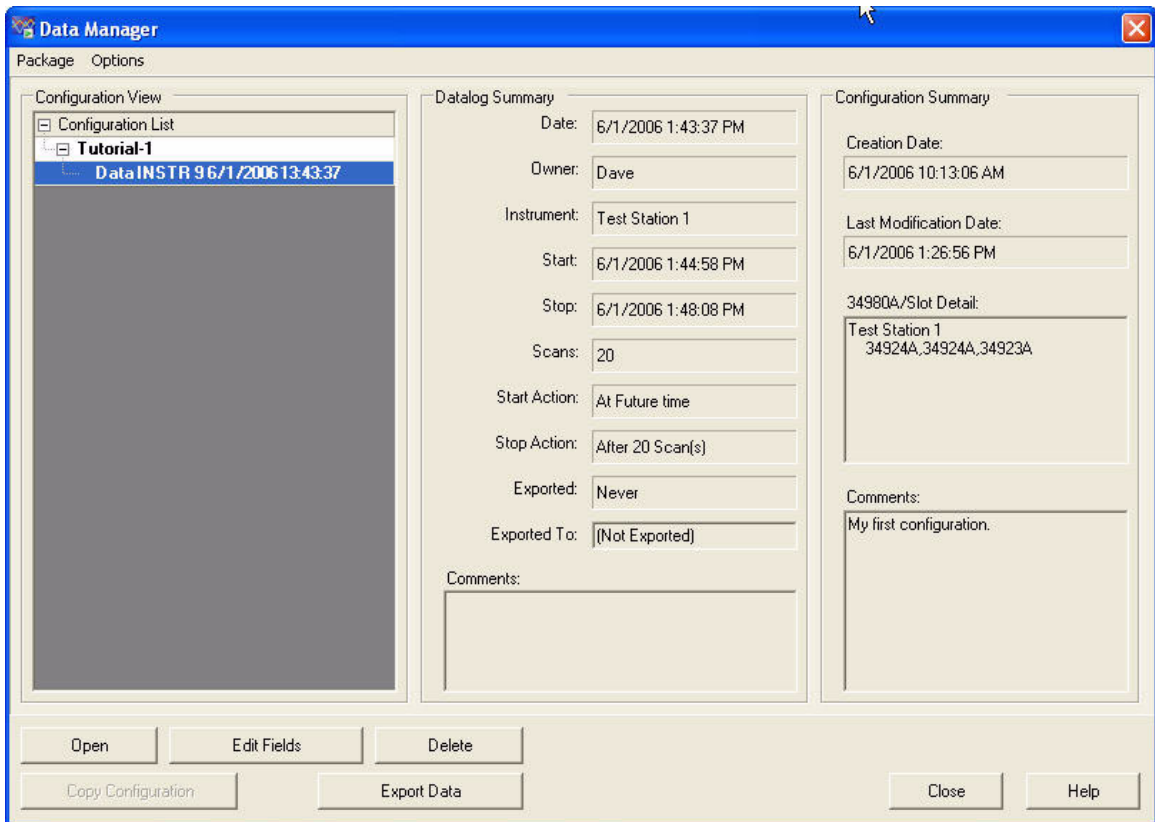 Data Manager
Package Options
Configuration View
Configuration List
Tutorial-1
Data INSTR 9 6/1/2006 13:43:37
Datalog Summary
Date: 6/1/2006 1:43:37 PM
Owner: Dave
Instrument: Test Station 1
Start: 6/1/2006 1:44:58 PM
Stop: 6/1/2006 1:48:08 PM
Scans: 20
Start Action: At Future time
Stop Action: After 20 Scan(s)
Exported: Never
Exported To: (Not Exported)
Comments:
Configuration Summary
Creation Date:
6/1/2006 10:13:06 AM
Last Modification Date:
6/1/2006 1:26:56 PM
34980A/Slot Detail:
Test Station 1
34924A,34924A,34923A
Comments:
My first configuration.
Open Edit Fields Delete
Copy Configuration Export Data Close Help